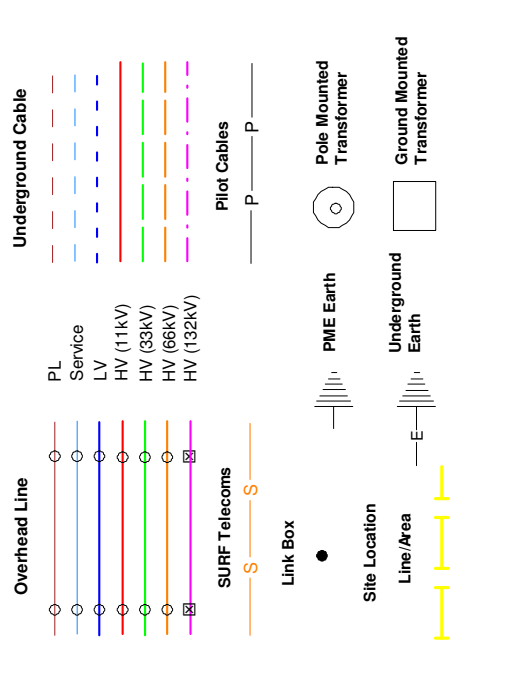 Overhead Line
Underground Cable
PL
Service
LV
HV (11kV)
HV (33kV)
HV (66kV)
HV (132kV)
SURF Telecoms
S
S
Pilot Cables
P
P
Link Box
PME Earth
Pole Mounted
Transformer
Site Location
Line/Area
E
Underground
Earth
Ground Mounted
Transformer